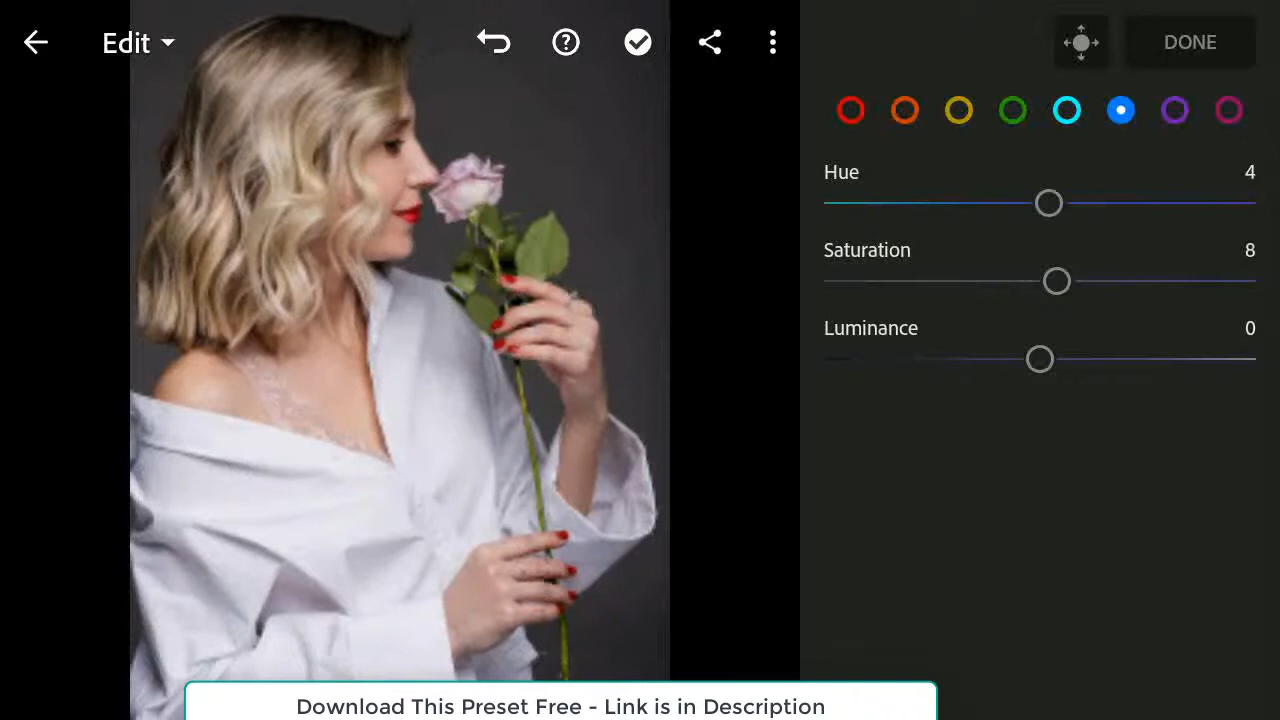 Edit
DONE
Hue 4
Saturation 8
Luminance 0
Download This Preset Free - Link is in Description